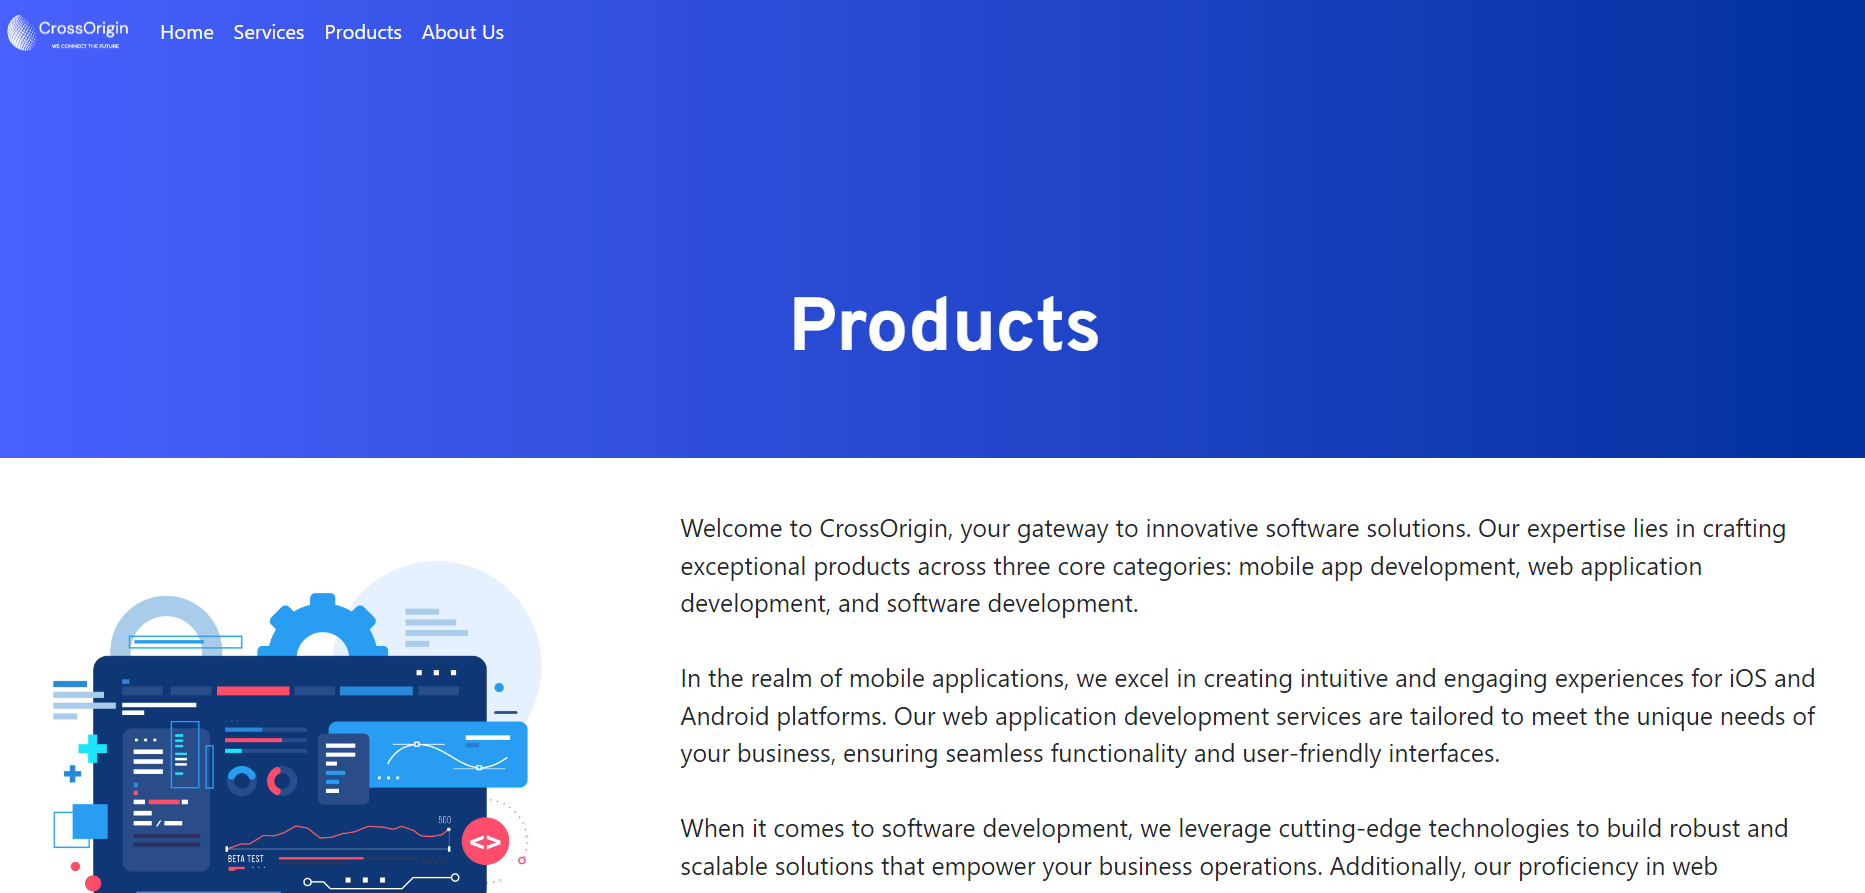 CrossOrigin
WE CONNECT THE FUTURE
Home Services Products About Us
Products
Welcome to CrossOrigin, your gateway to innovative software solutions. Our expertise lies in crafting
exceptional products across three core categories: mobile app development, web application
development, and software development.
In the realm of mobile applications, we excel in creating intuitive and engaging experiences for iOS and
Android platforms. Our web application development services are tailored to meet the unique needs of
your business, ensuring seamless functionality and user-friendly interfaces.
When it comes to software development, we leverage cutting-edge technologies to build robust and
scalable solutions that empower your business operations. Additionally, our proficiency in web
500
<>
BETA TEST